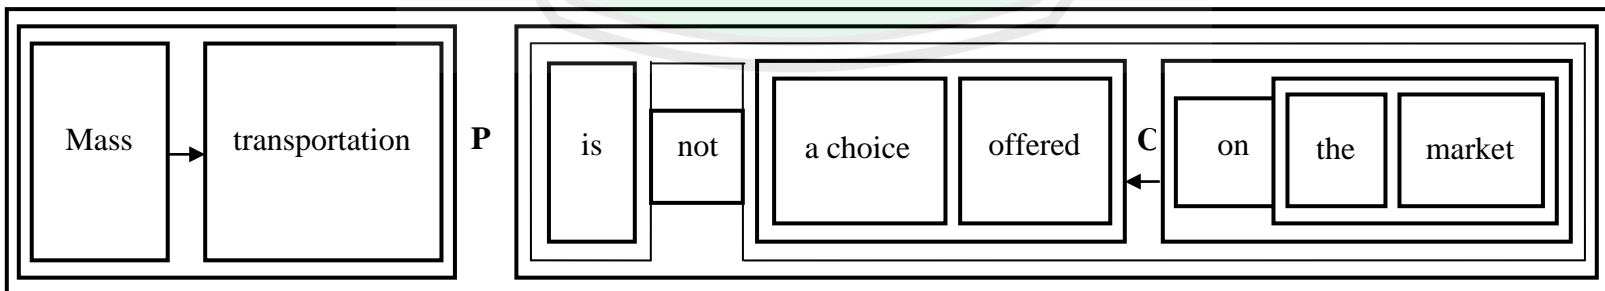 Mass transportation P is not a choice offered C on the market